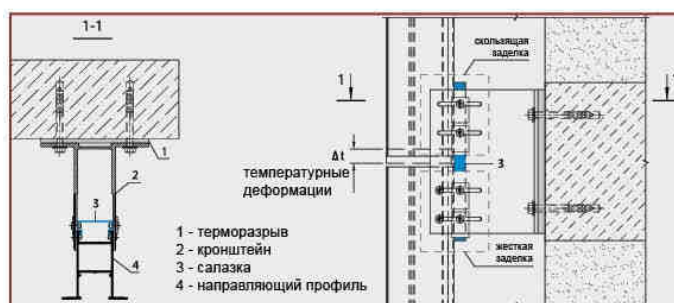 1-1
1
2
3
4
1 - терморазрыв
2 - кронштейн
3 - салазка
4 - направляющий профиль
скользящая
заделка
1
Δt
3
температурные
деформации
жесткая
заделка